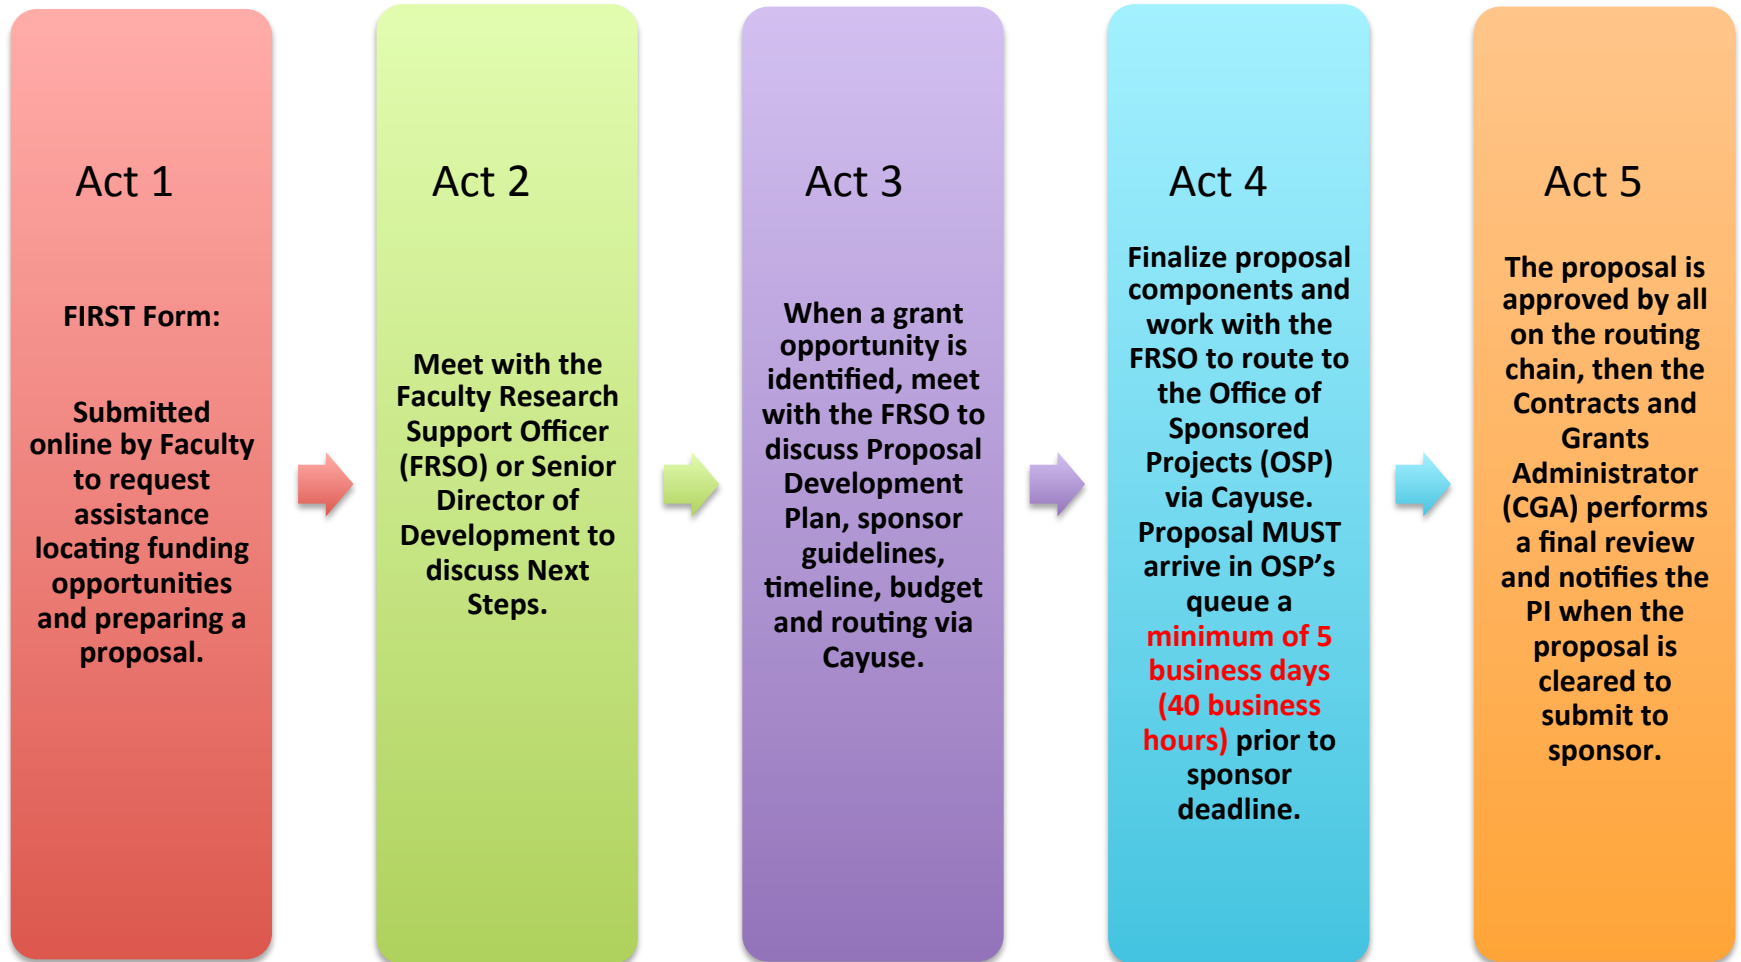 Act 1
FIRST Form:
Submitted
online by Faculty
to request
assistance
locating funding
opportunities
and preparing a
proposal.
Act 2
Meet with the
Faculty Research
Support Officer
(FRSO) or Senior
Director of
Development to
discuss Next
Steps.
Act 3
When a grant
opportunity is
identified, meet
with the FRSO to
discuss Proposal
Development
Plan, sponsor
guidelines,
timeline, budget
and routing via
Cayuse.
Act 4
Finalize proposal
components and
work with the
FRSO to route to
the Office of
Sponsored
Projects (OSP)
via Cayuse.
Proposal MUST
arrive in OSP’s
queue a
minimum of 5
business days
(40 business
hours) prior to
sponsor
deadline.
Act 5
The proposal is
approved by all
on the routing
chain, then the
Contracts and
Grants
Administrator
(CGA) performs
a final review
and notifies the
PI when the
proposal is
cleared to
submit to
sponsor.